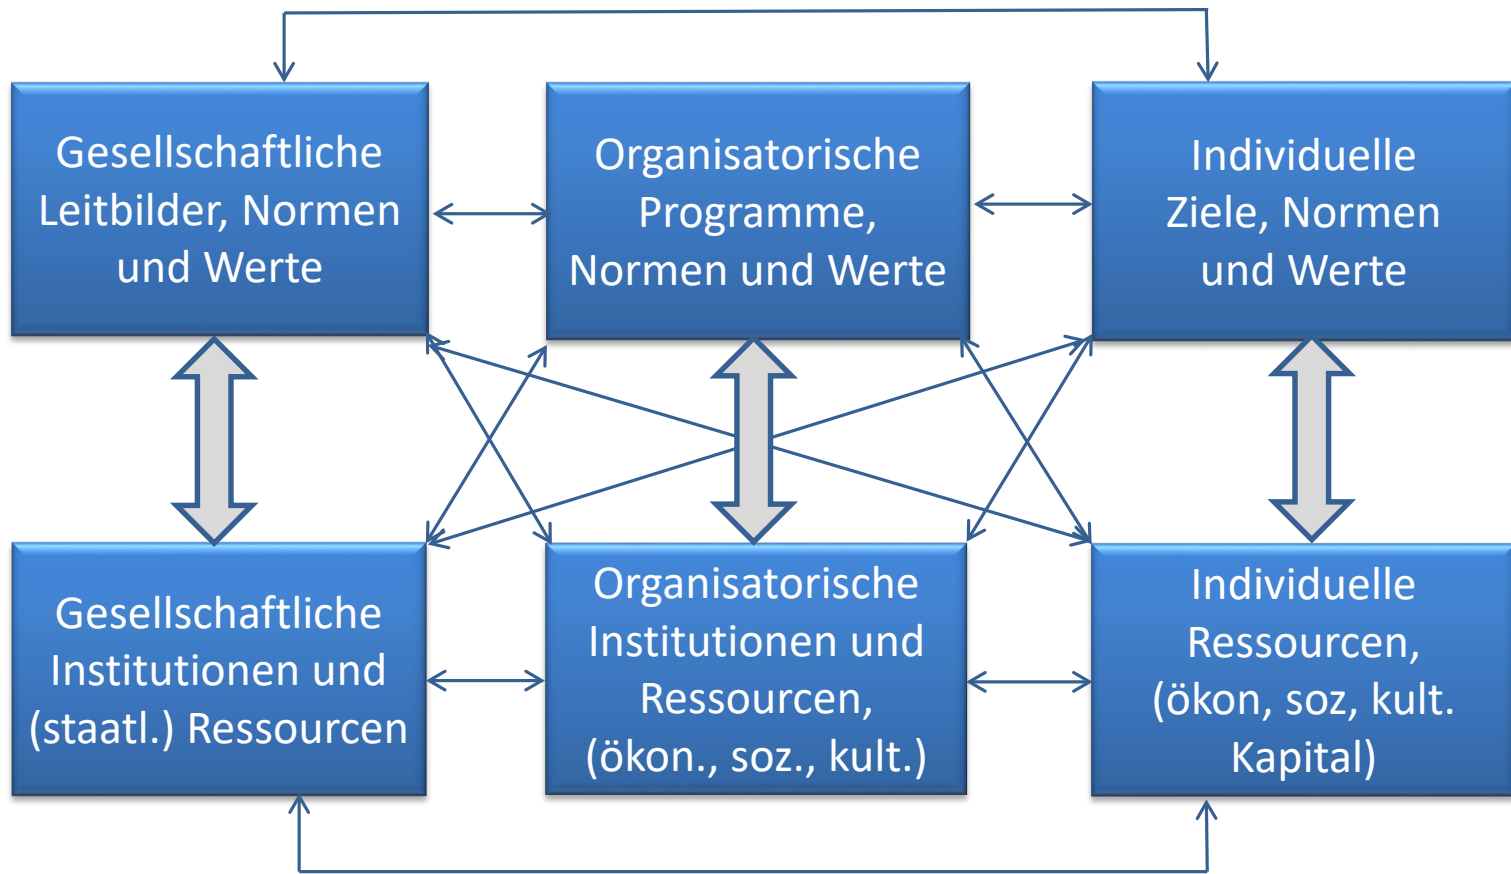 Gesellschaftliche
Leitbilder, Normen
und Werte
Organisatorische
Programme,
Normen und Werte
Individuelle
Ziele, Normen
und Werte
Gesellschaftliche
Institutionen und
(staatl.) Ressourcen
Organisatorische
Institutionen und
Ressourcen,
(ökon., soz., kult.)
Individuelle
Ressourcen,
(ökon, soz, kult.
Kapital)